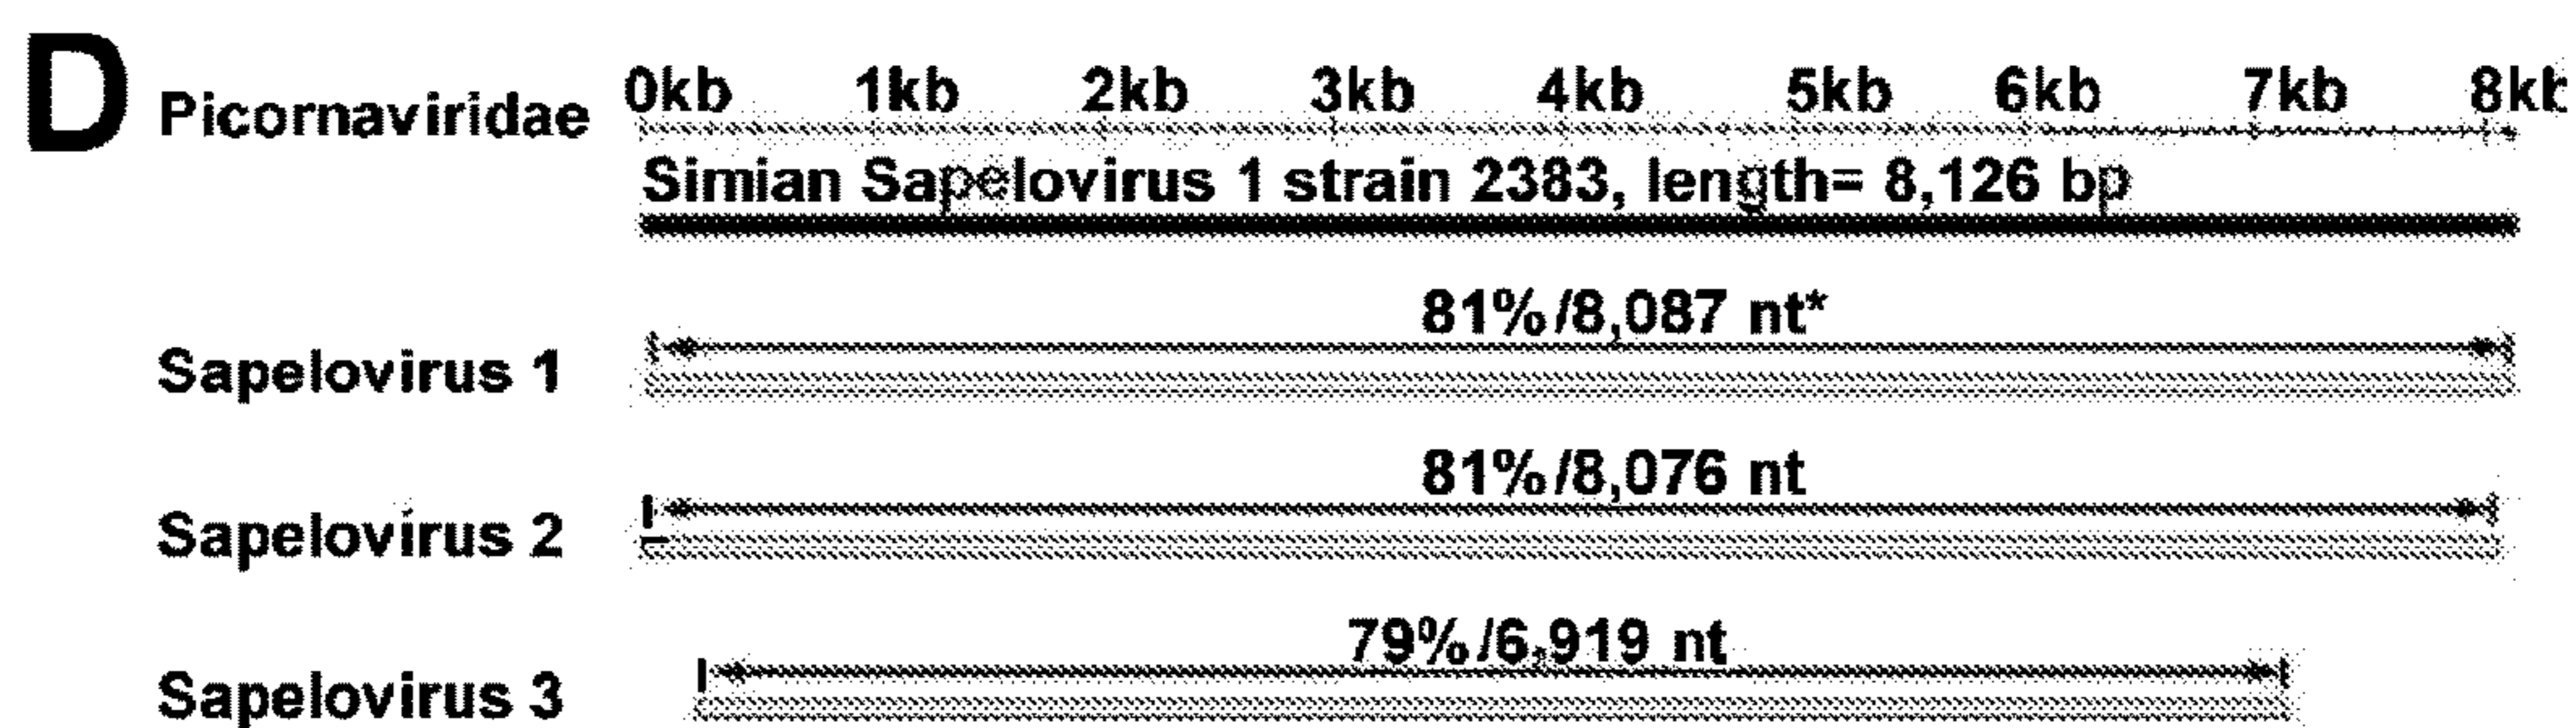 D Picornaviridae 0kb 1kb 2kb 3kb 4kb 5kb 6kb 7kb 8kb
Simian Sapelovirus 1 strain 2383, length= 8,126 bp
81%/8,087 nt*
Sapelovirus 1
81%/8,076 nt
Sapelovirus 2
79%/6,919 nt
Sapelovirus 3